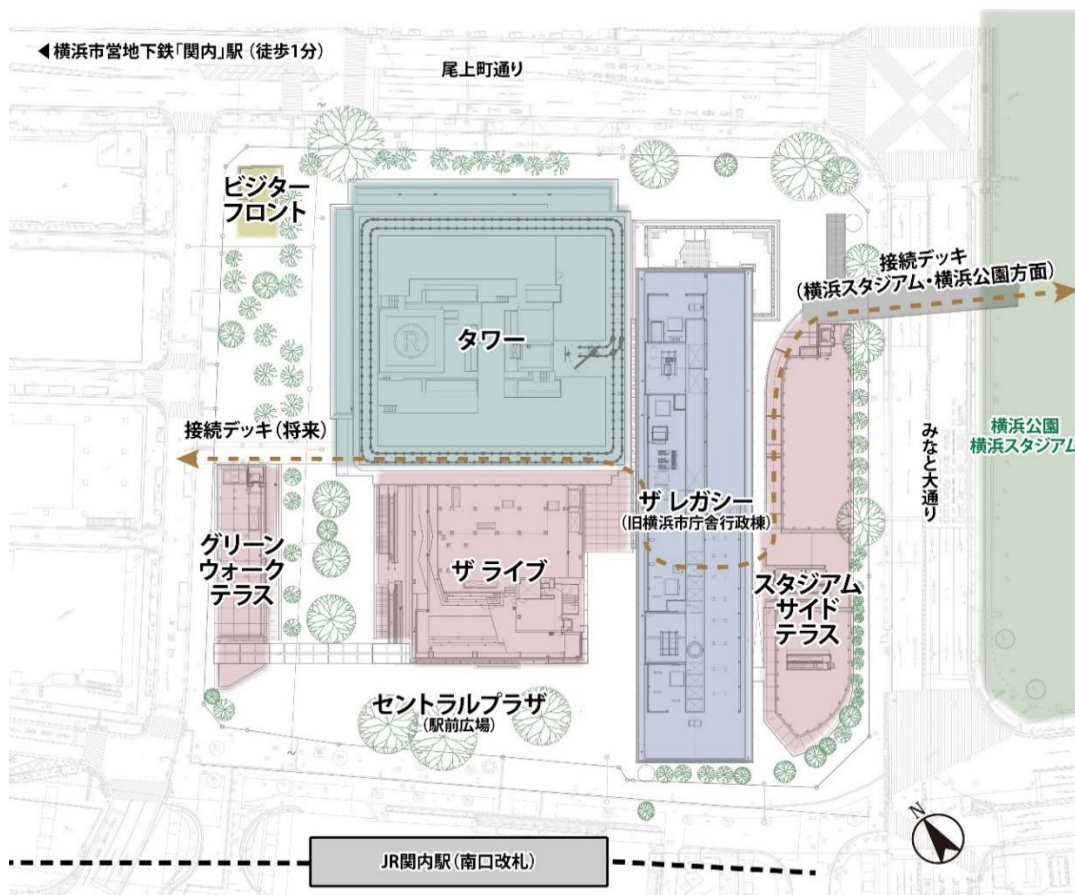 ◀横浜市営地下鉄「関内」駅（徒歩1分）
尾上町通り
ビジター
フロント
接続デッキ
（横浜スタジアム・横浜公園方面）
タワー
R
接続デッキ（将来）
横浜公園
横浜スタジアム
みなと大通り
ザ レガシー
（旧横浜市庁舎行政棟）
グリーン
ウォーク
テラス
ザ ライブ
スタジアム
サイド
テラス
セントラルプラザ
（駅前広場）
N
JR関内駅（南口改札）